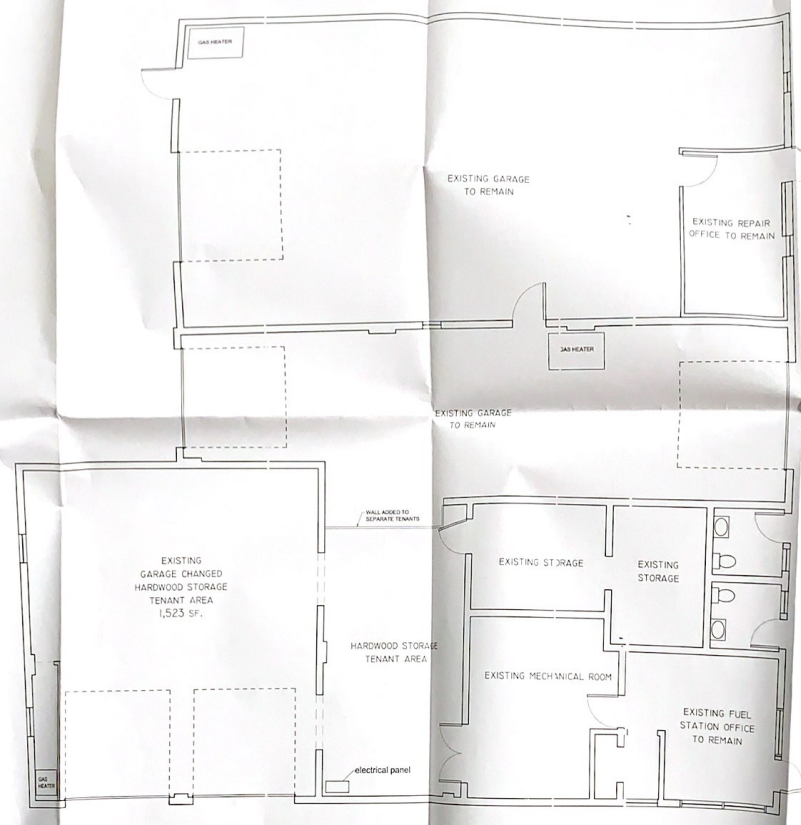 GAS HEATER
EXISTING GARAGE
TO REMAIN
EXISTING REPAIR
OFFICE TO REMAIN
GAS HEATER
EXISTING GARAGE
TO REMAIN
WALL ADDED TO
SEPARATE TENANTS
EXISTING
GARAGE CHANGED
HARDWOOD STORAGE
TENANT AREA
1,523 SF.
EXISTING STORAGE
EXISTING
STORAGE
HARDWOOD STORAGE
TENANT AREA
EXISTING MECHANICAL ROOM
EXISTING FUEL
STATION OFFICE
TO REMAIN
electrical panel
GAS
HEATER